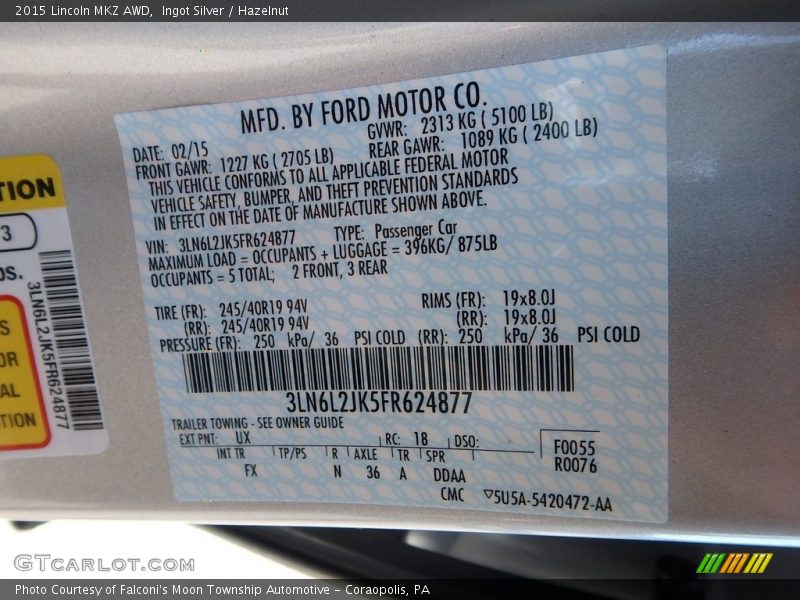 2015 Lincoln MKZ AWD, Ingot Silver / Hazelnut
MFD. BY FORD MOTOR CO.
DATE: 02/15 GVWR: 2313 KG ( 5100 LB)
FRONT GAWR: 1227 KG ( 2705 LB) REAR GAWR: 1089 KG ( 2400 LB)
THIS VEHICLE CONFORMS TO ALL APPLICABLE FEDERAL MOTOR
VEHICLE SAFETY, BUMPER, AND THEFT PREVENTION STANDARDS
IN EFFECT ON THE DATE OF MANUFACTURE SHOWN ABOVE.
VIN: 3LN6L2JK5FR624877 TYPE: Passenger Car
MAXIMUM LOAD = OCCUPANTS + LUGGAGE = 396KG/ 875LB
OCCUPANTS = 5 TOTAL; 2 FRONT, 3 REAR
TIRE (FR): 245/40R19 94V RIMS (FR): 19x8.0J
(RR): 245/40R19 94V (RR): 19x8.0J
PRESSURE (FR): 250 kPa/ 36 PSI COLD (RR): 250 kPa/ 36 PSI COLD
3LN6L2JK5FR624877
TRAILER TOWING - SEE OWNER GUIDE
EXT PNT: UX RC: 18 DSO: F0055
INT TR TP/PS R AXLE TR SPR R0076
FX N 36 A DDAA
CMC ▽5U5A-5420472-AA
TION
3
OS.
S
OR
AL
TION
3LN6L2JK5FR624877
GTCARLOT.COM
Photo Courtesy of Falconi's Moon Township Automotive - Coraopolis, PA